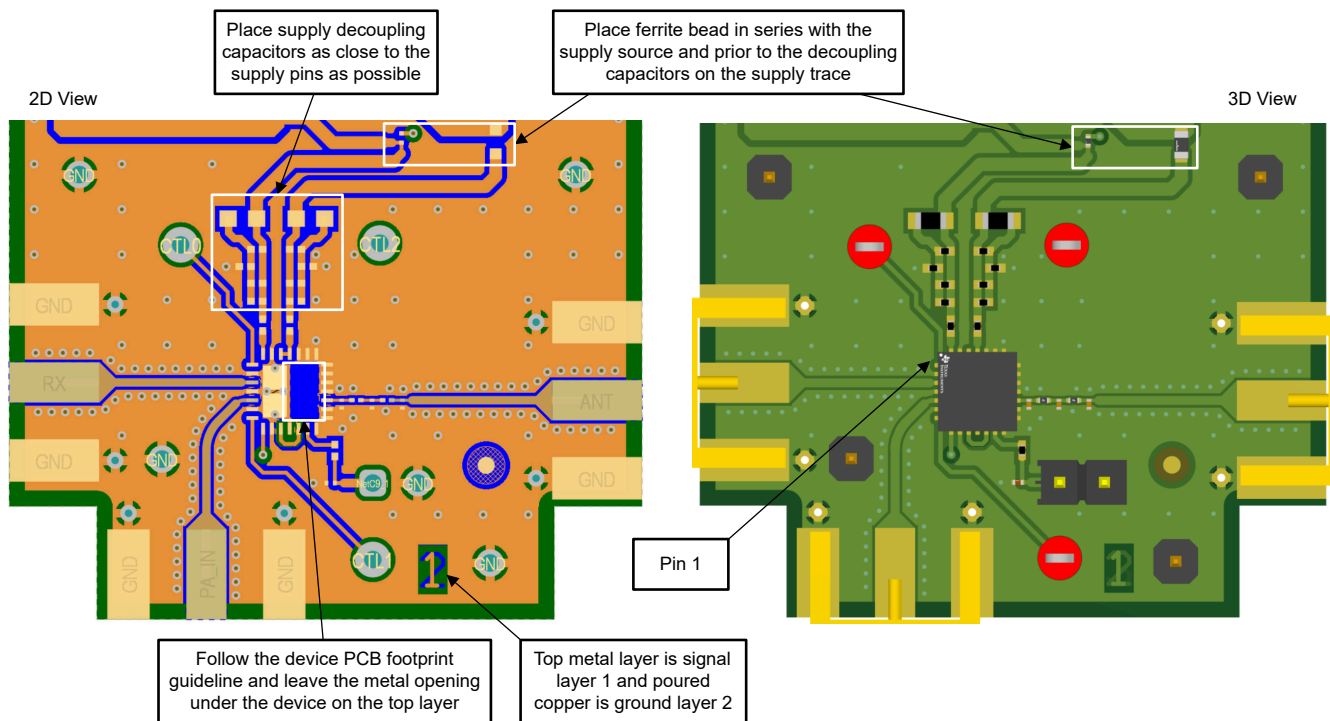 Place supply decoupling
capacitors as close to the
supply pins as possible
Place ferrite bead in series with the
supply source and prior to the decoupling
capacitors on the supply trace
2D View
3D View
GND
GND
CTL0
CTL2
GND
GND
RX
ANT
GND
GND
GND
NetC9_1
GND
CTL1
GND
GND
PA_IN
GND
1
2
TEXAS
INSTRUMENTS
Pin 1
Follow the device PCB footprint
guideline and leave the metal opening
under the device on the top layer
Top metal layer is signal
layer 1 and poured
copper is ground layer 2